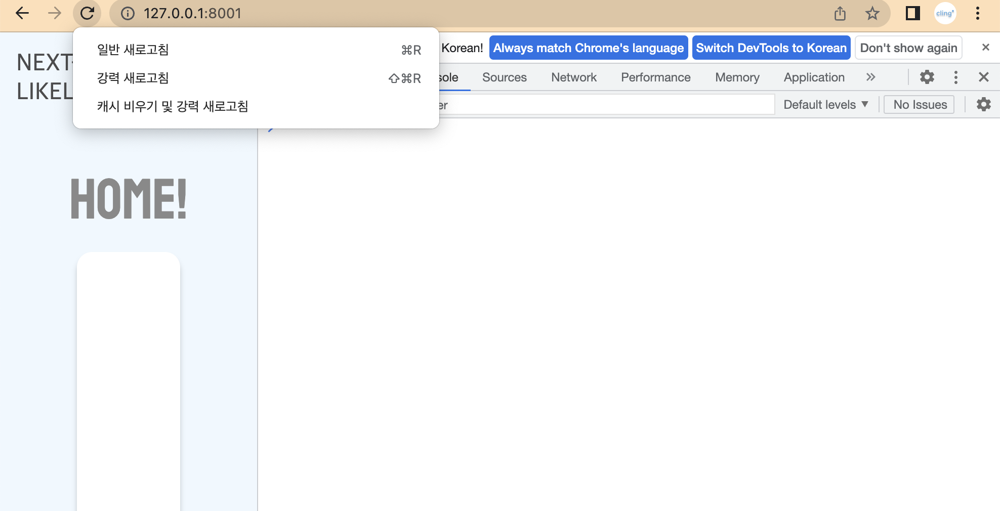 127.0.0.1:8001
cling*
일반 새로고침 ⌘R
강력 새로고침 ⇧⌘R
캐시 비우기 및 강력 새로고침
Korean! Always match Chrome's language Switch DevTools to Korean Don't show again ×
Sources Network Performance Memory Application »
Default levels ▼ No Issues
NEXT
LIKEL
HOME!